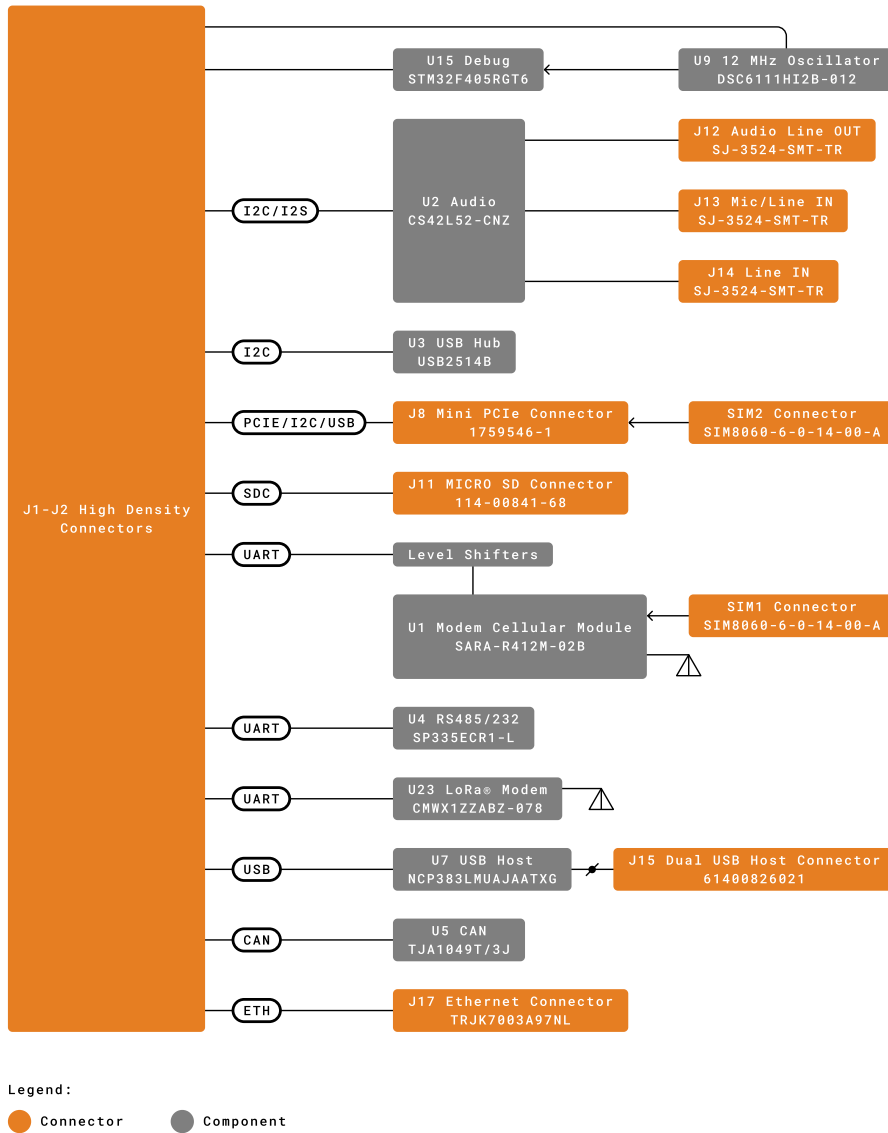 U15 Debug
STM32F405RGT6
U9 12 MHz Oscillator
DSC6111HI2B-012
J12 Audio Line OUT
SJ-3524-SMT-TR
I2C/I2S
U2 Audio
CS42L52-CNZ
J13 Mic/Line IN
SJ-3524-SMT-TR
J14 Line IN
SJ-3524-SMT-TR
I2C
U3 USB Hub
USB2514B
PCIE/I2C/USB
J8 Mini PCIe Connector
1759546-1
SIM2 Connector
SIM8060-6-0-14-00-A
J1-J2 High Density
Connectors
SDC
J11 MICRO SD Connector
114-00841-68
UART
Level Shifters
U1 Modem Cellular Module
SARA-R412M-02B
SIM1 Connector
SIM8060-6-0-14-00-A
UART
U4 RS485/232
SP335ECR1-L
UART
U23 LoRa® Modem
CMWX1ZZABZ-078
USB
U7 USB Host
NCP383LMUAJAATXG
J15 Dual USB Host Connector
61400826021
CAN
U5 CAN
TJA1049T/3J
ETH
J17 Ethernet Connector
TRJK7003A97NL
Legend:
Connector
Component